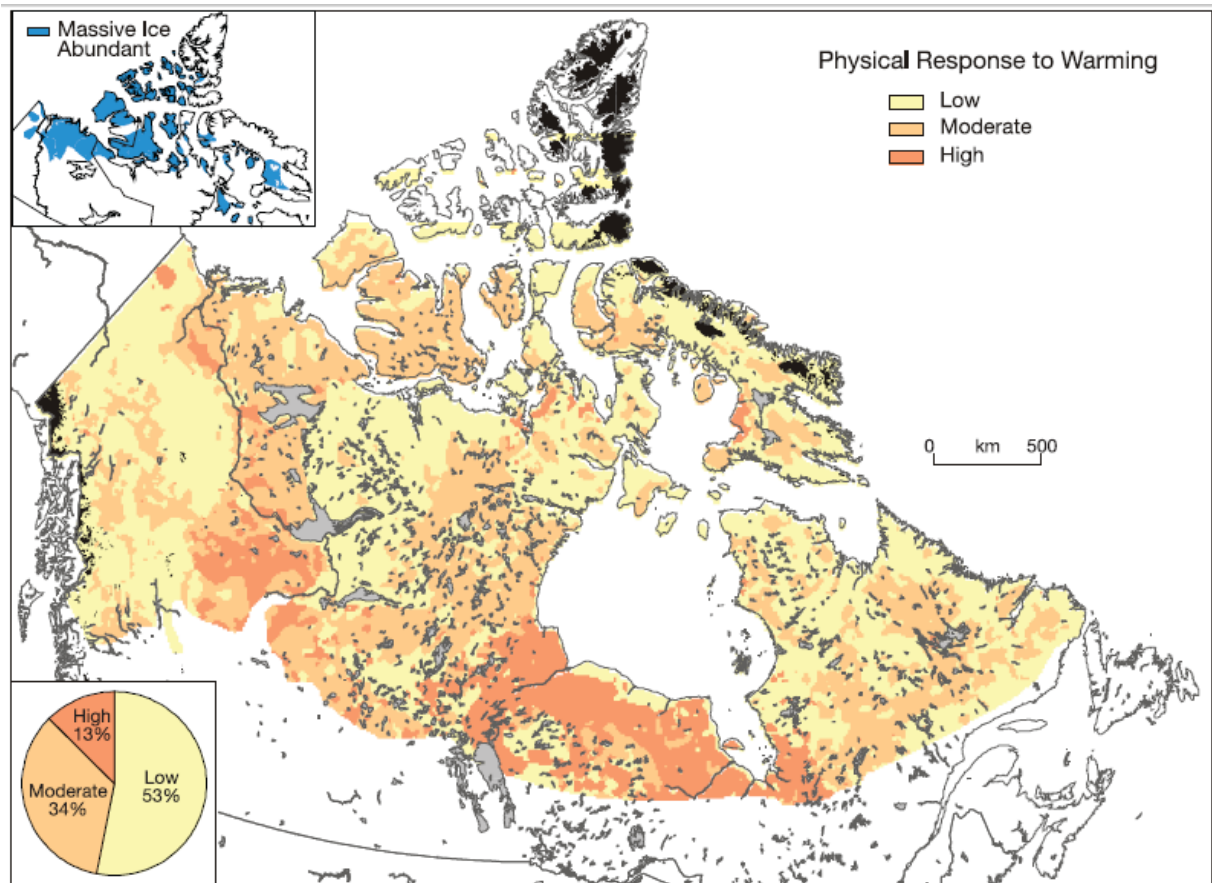 Massive Ice
Abundant
Physical Response to Warming
Low
Moderate
High
0 km 500
High
13%
Low
53%
Moderate
34%